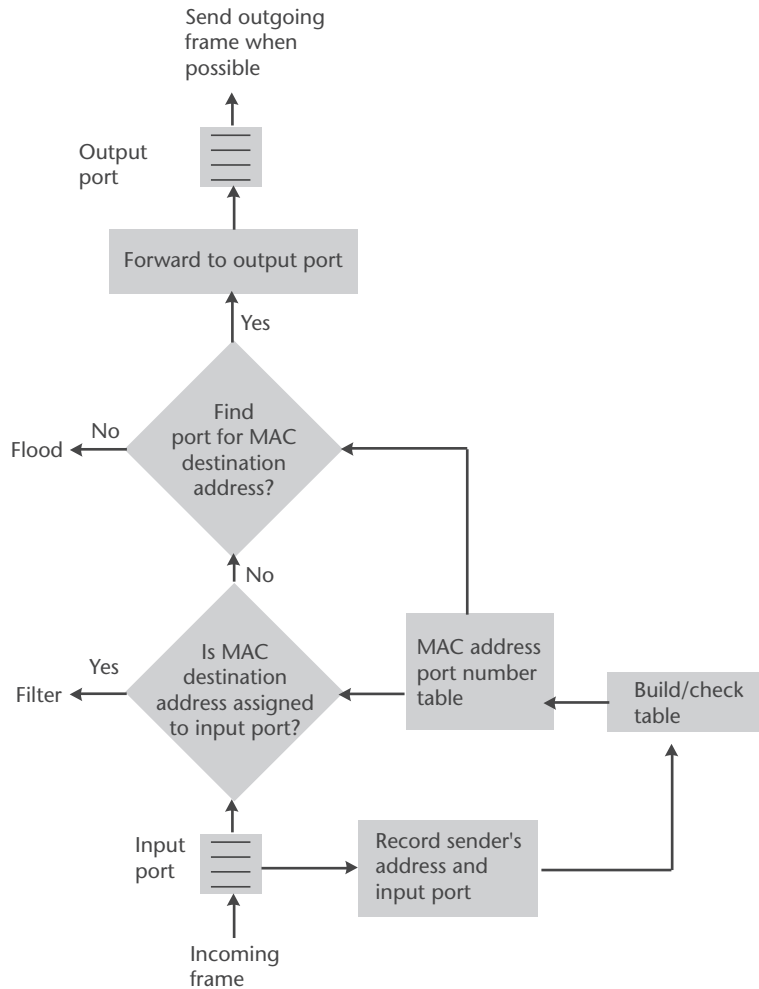 Send outgoing
frame when
possible
Output
port
Forward to output port
Yes
Find
port for MAC
destination
address?
No
Flood
No
Is MAC
destination
address assigned
to input port?
Yes
Filter
MAC address
port number
table
Build/check
table
Input
port
Record sender's
address and
input port
Incoming
frame